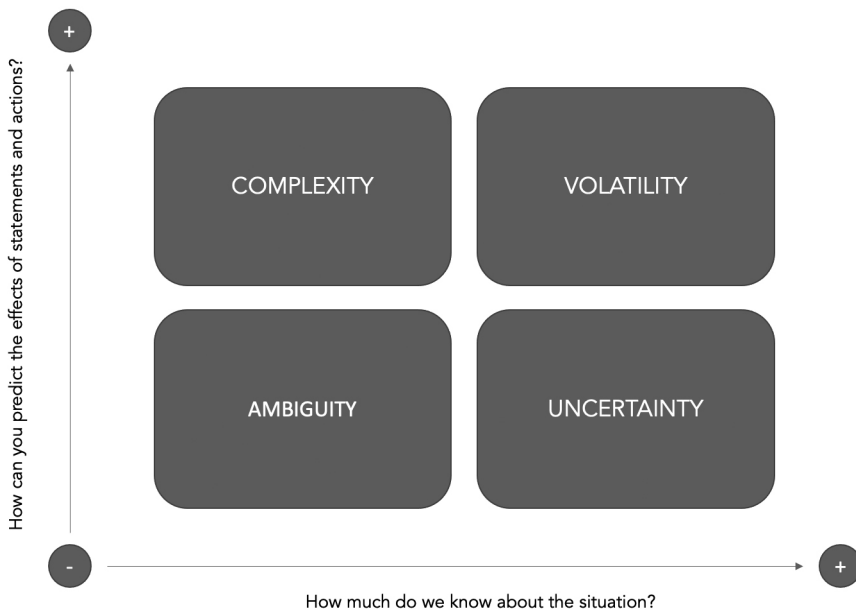 +
How can you predict the effects of statements and actions?
COMPLEXITY
VOLATILITY
AMBIGUITY
UNCERTAINTY
-
+
How much do we know about the situation?